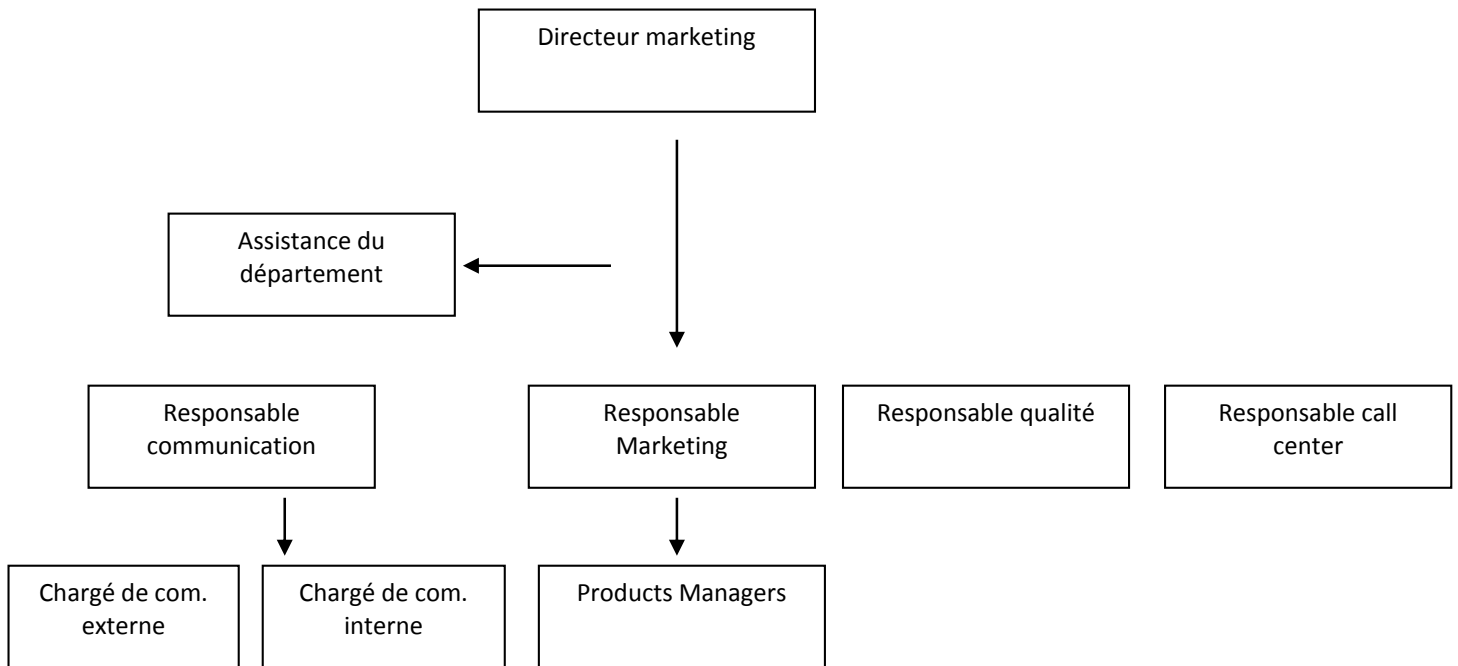 Directeur marketing
Assistance du
département
Responsable
communication
Responsable
Marketing
Responsable qualité
Responsable call
center
Chargé de com.
externe
Chargé de com.
interne
Products Managers